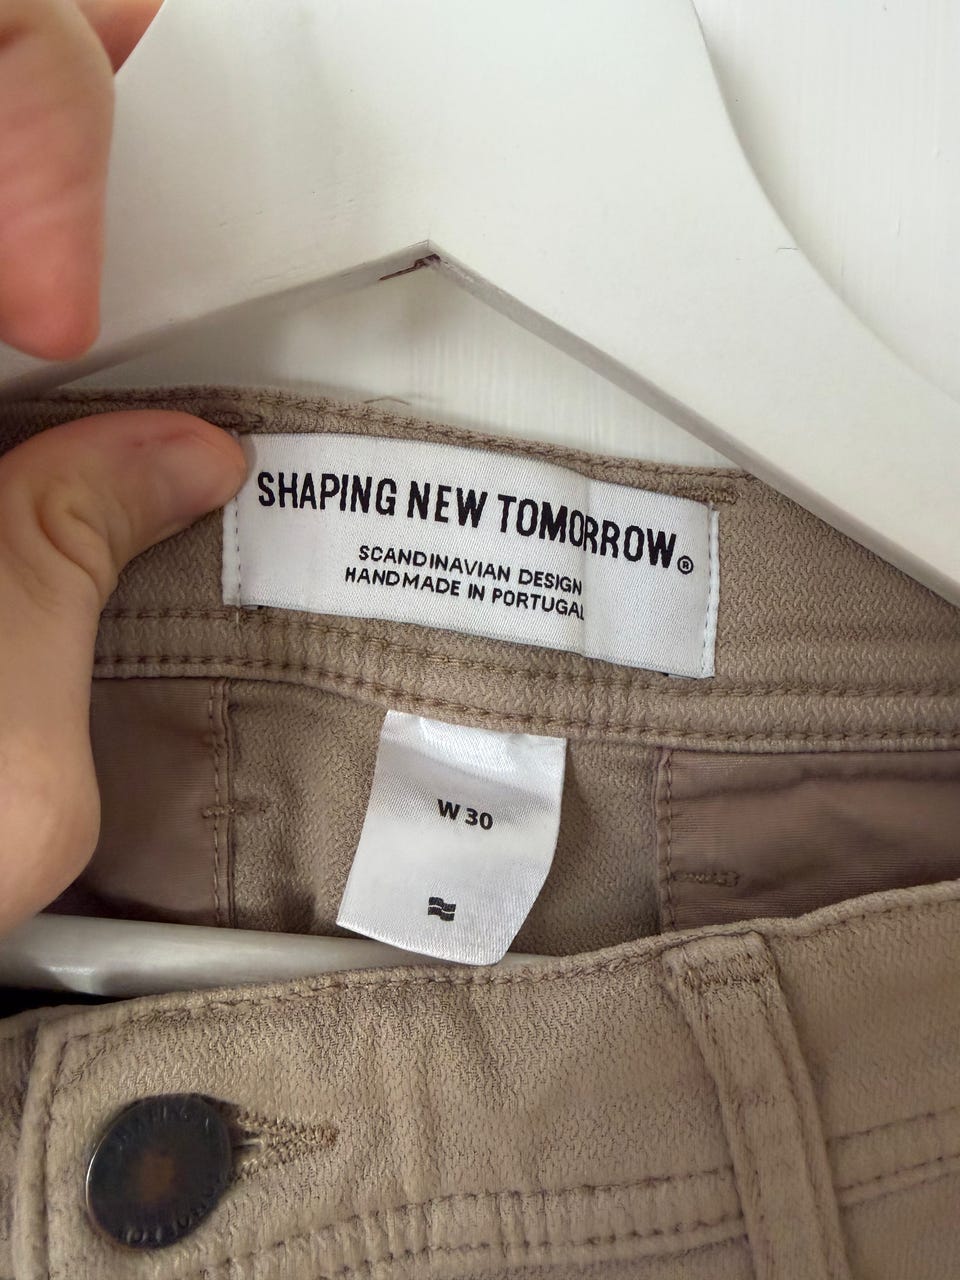 SHAPING NEW TOMORROW®
SCANDINAVIAN DESIGN
HANDMADE IN PORTUGAL
W 30